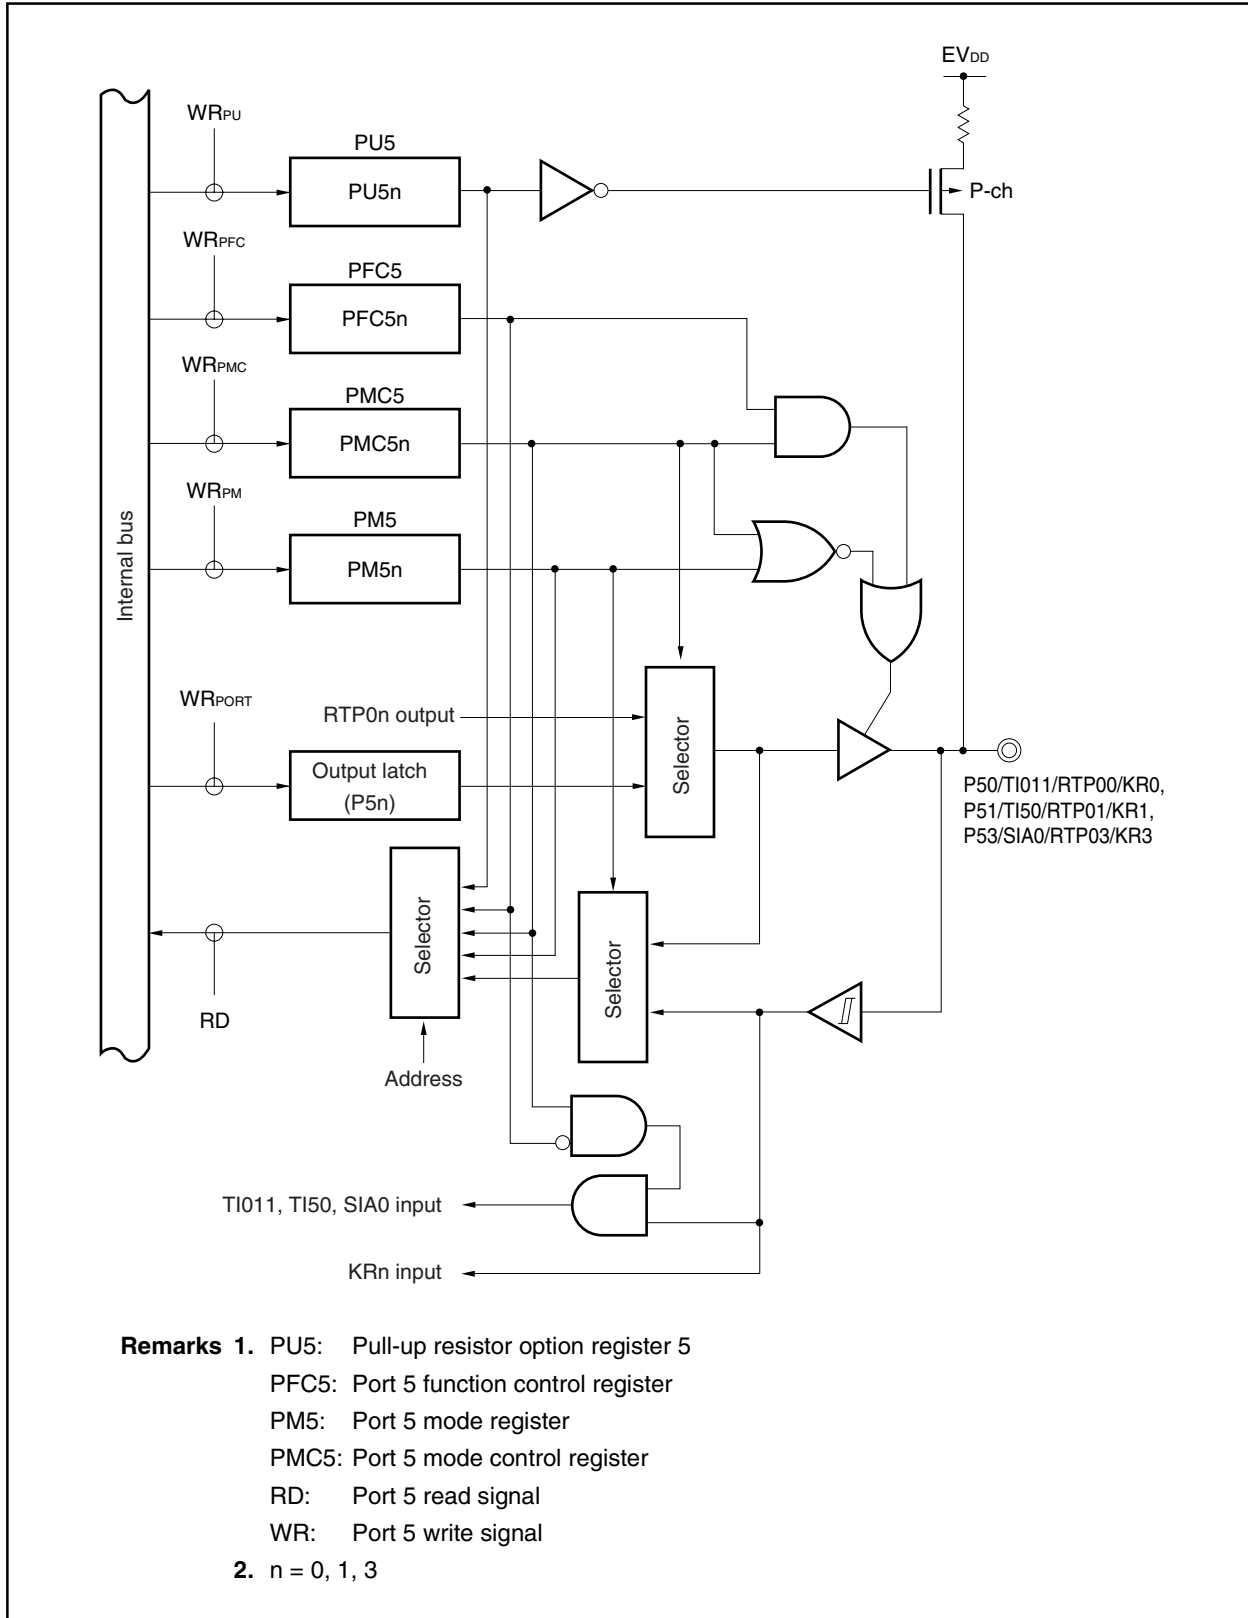 EVDD
WRPU
PU5
PU5n
P-ch
WRPFC
PFC5
PFC5n
WRPMC
PMC5
PMC5n
WRPM
PM5
PM5n
Internal bus
WRPORT
RTP0n output
Output latch
(P5n)
Selector
P50/TI011/RTP00/KR0,
P51/TI50/RTP01/KR1,
P53/SIA0/RTP03/KR3
Selector
Selector
RD
Address
TI011, TI50, SIA0 input
KRn input
Remarks 1. PU5: Pull-up resistor option register 5
PFC5: Port 5 function control register
PM5: Port 5 mode register
PMC5: Port 5 mode control register
RD: Port 5 read signal
WR: Port 5 write signal
2. n = 0, 1, 3